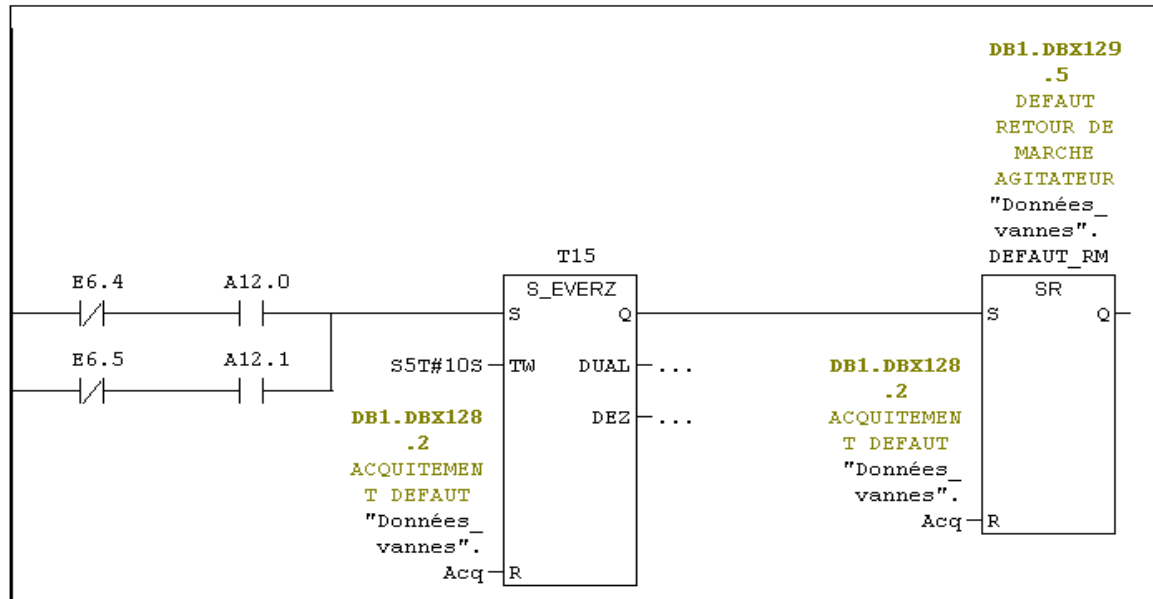 DB1.DBX129
.5
DEFAUT
RETOUR DE
MARCHE
AGITATEUR
"Données_
vannes".
DEFAUT_RM
T15
E6.4
A12.0
S_EVERZ
SR
S
Q
S
Q
E6.5
A12.1
S5T#10S
TW
DUAL
...
DEZ
...
DB1.DBX128
.2
ACQUITEMEN
T DEFAUT
"Données_
vannes".
Acq
R
DB1.DBX128
.2
ACQUITEMEN
T DEFAUT
"Données_
vannes".
Acq
R